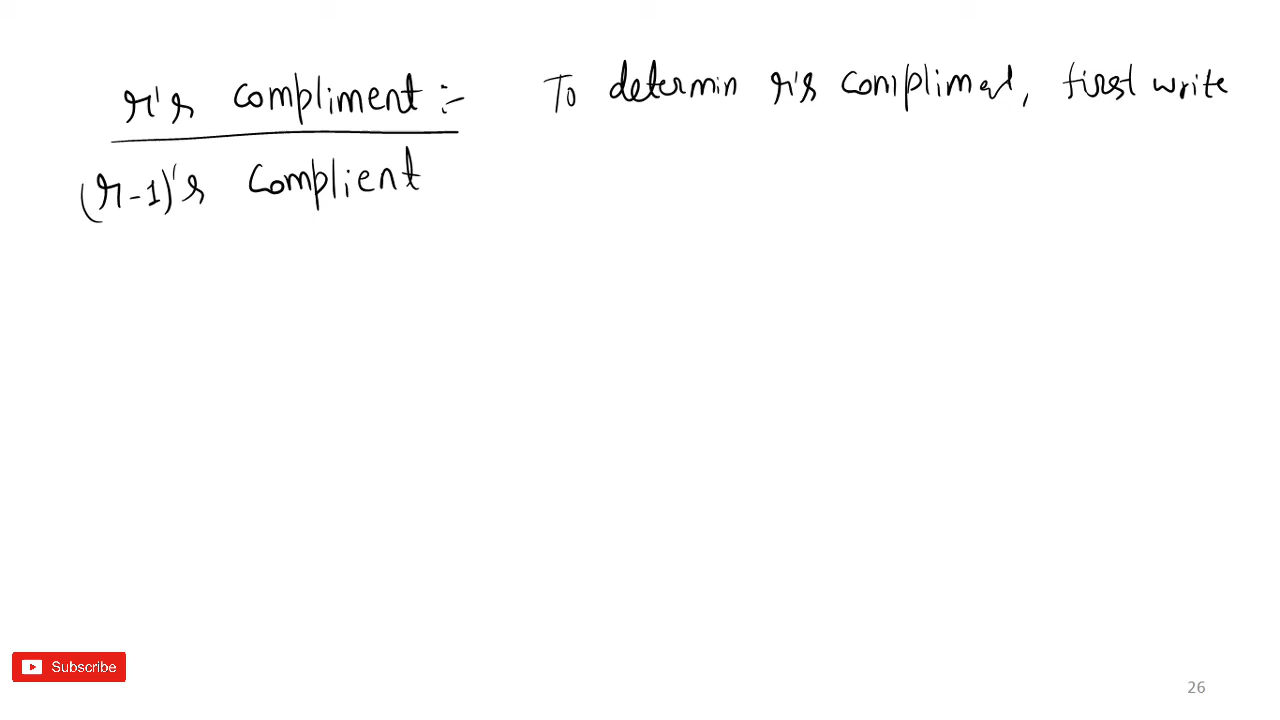 r's compliment :-
(r-1)'s complient
To determin r's complimet, first write
Subscribe
26